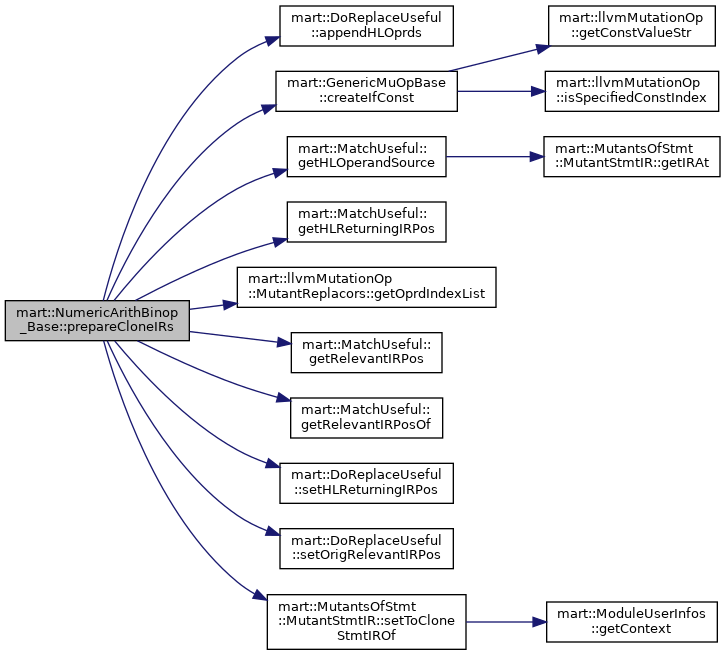 mart::NumericArithBinop
_Base::prepareCloneIRs
mart::DoReplaceUseful
::appendHLOprds
mart::GenericMuOpBase
::createIfConst
mart::llvmMutationOp
::getConstValueStr
mart::llvmMutationOp
::isSpecifiedConstIndex
mart::MatchUseful::
getHLOperandSource
mart::MutantsOfStmt
::MutantStmtIR::getIRAt
mart::MatchUseful::
getHLReturningIRPos
mart::llvmMutationOp
::MutantReplacors::getOprdIndexList
mart::MatchUseful::
getRelevantIRPos
mart::MatchUseful::
getRelevantIRPosOf
mart::DoReplaceUseful
::setHLReturningIRPos
mart::DoReplaceUseful
::setOrigRelevantIRPos
mart::MutantsOfStmt
::MutantStmtIR::setToClone
StmtIROf
mart::ModuleUserInfos
::getContext